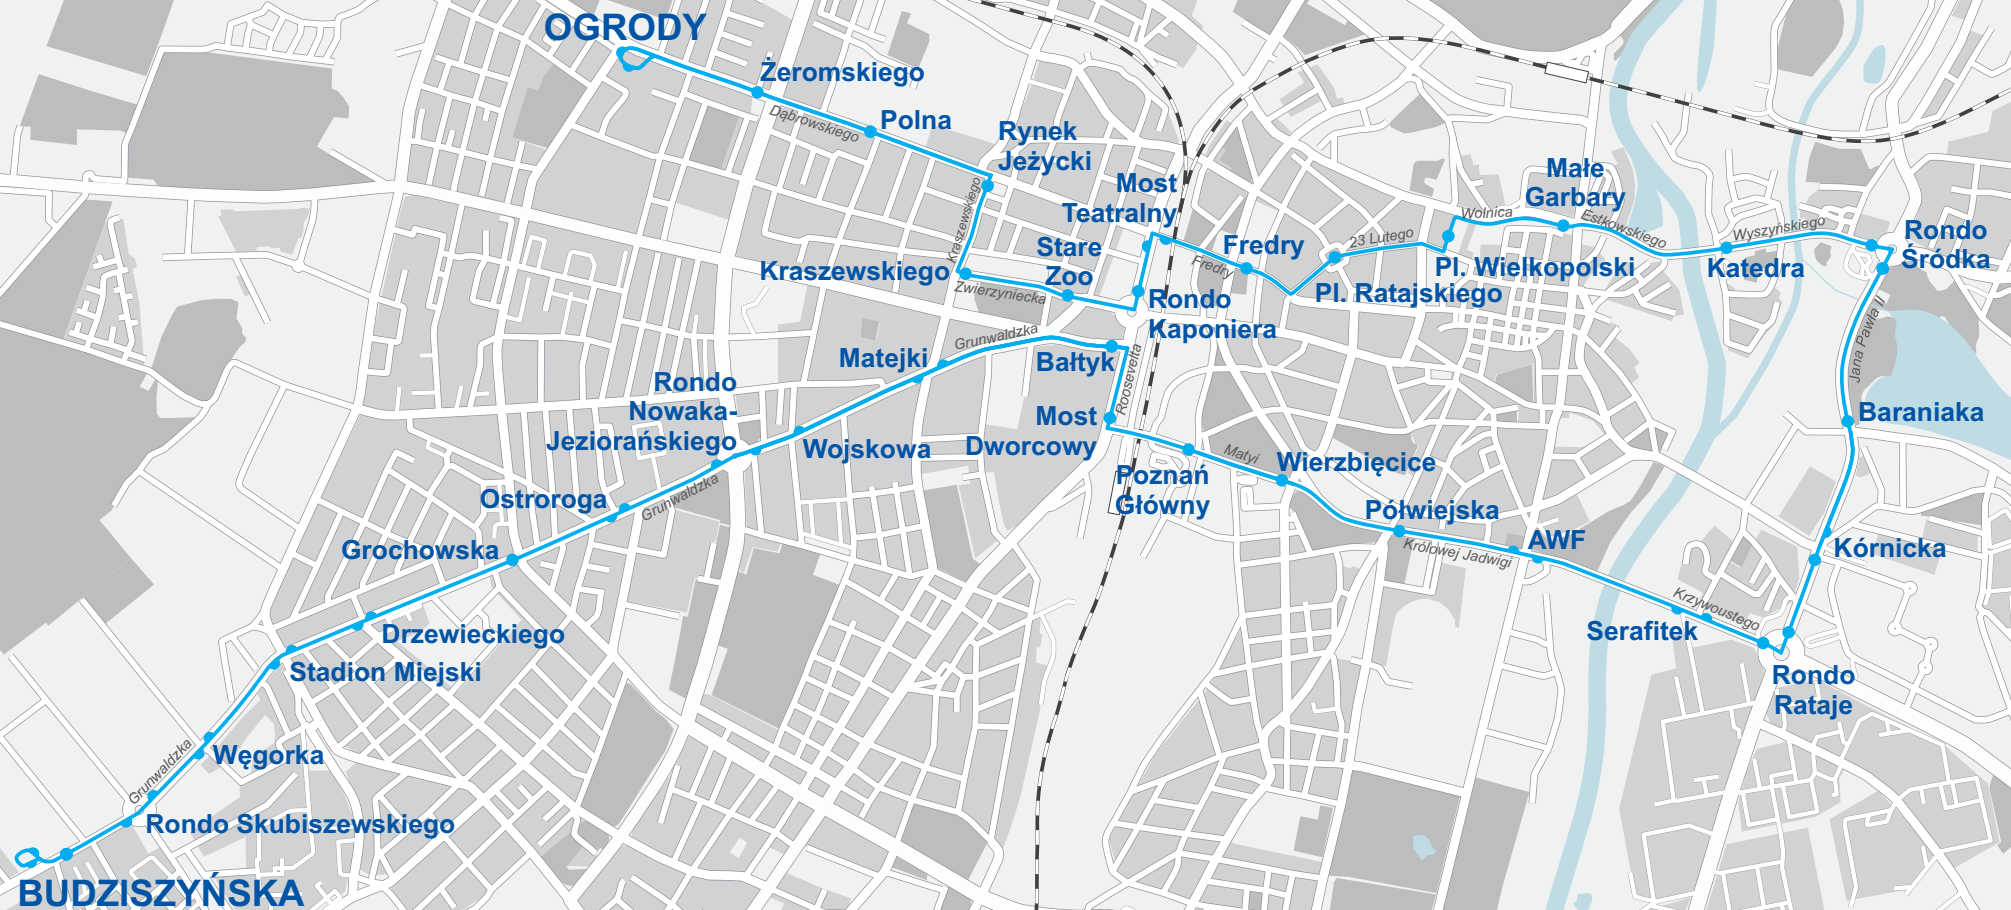 OGRODY
Żeromskiego
Dąbrowskiego
Polna
Rynek
Jeżycki
Kraszewskiego
Kraszewskiego
Zwierzyniecka
Stare
Zoo
Most
Teatralny
Rondo
Kaponiera
Fredry
Fredry
Pl. Ratajskiego
23 Lutego
Pl. Wielkopolski
Wolnica
Małe
Garbary
Estkowskiego
Katedra
Wyszyńskiego
Rondo
Śródka
Jana Pawła II
Baraniaka
Kórnicka
Rondo
Rataje
Krzywoustego
Serafitek
AWF
Królowej Jadwigi
Półwiejska
Wierzbięcice
Matyi
Poznań
Główny
Most
Dworcowy
Roosevelta
Bałtyk
Grunwaldzka
Matejki
Wojskowa
Rondo
Nowaka-
Jeziorańskiego
Grunwaldzka
Ostroroga
Grochowska
Drzewieckiego
Stadion Miejski
Węgorka
Grunwaldzka
Rondo Skubiszewskiego
BUDZISZYŃSKA